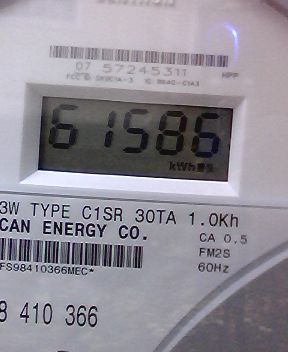 07 57245311
HPP
61586
kWh
3W TYPE C1SR 30TA 1.0Kh
CAN ENERGY CO.
CA 0.5
FM2S
60Hz
FS98410366MEC*
8 410 366